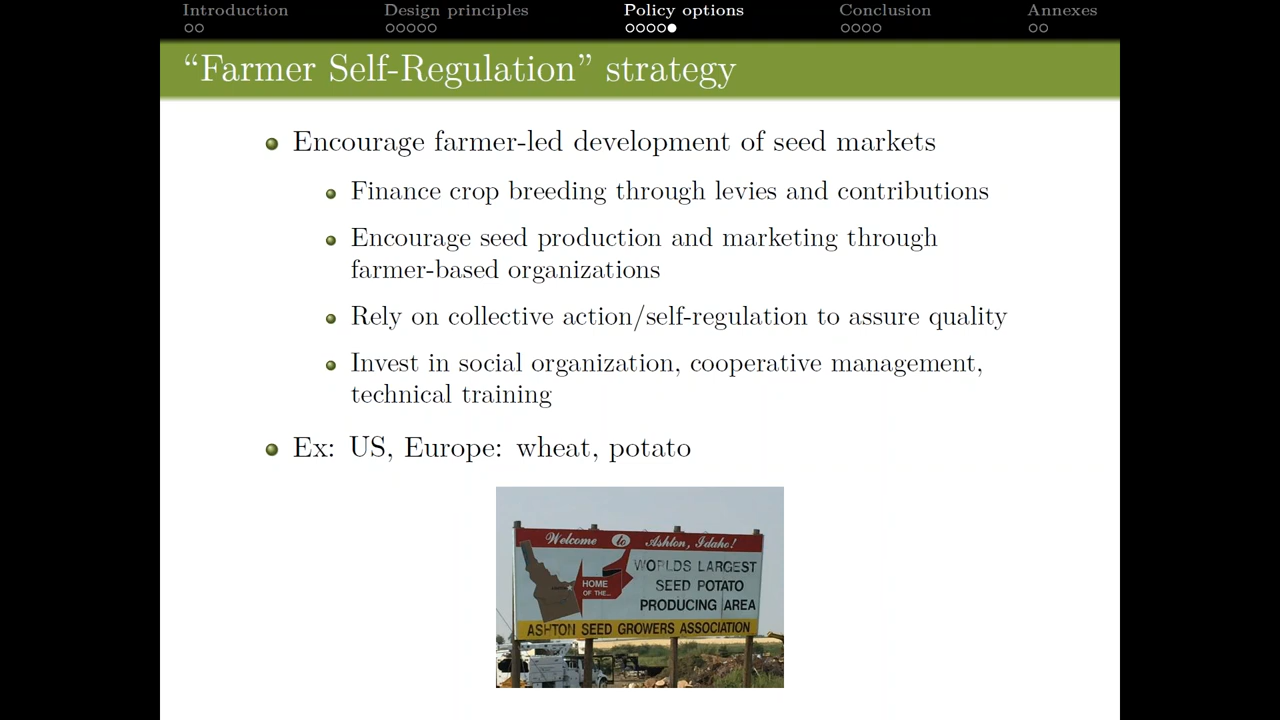 Introduction Design principles Policy options Conclusion Annexes
“Farmer Self-Regulation” strategy
Encourage farmer-led development of seed markets
Finance crop breeding through levies and contributions
Encourage seed production and marketing through
farmer-based organizations
Rely on collective action/self-regulation to assure quality
Invest in social organization, cooperative management,
technical training
Ex: US, Europe: wheat, potato
Welcome to Ashton, Idaho!
HOME
OF THE...
WORLDS LARGEST
SEED POTATO
PRODUCING AREA
ASHTON SEED GROWERS ASSOCIATION